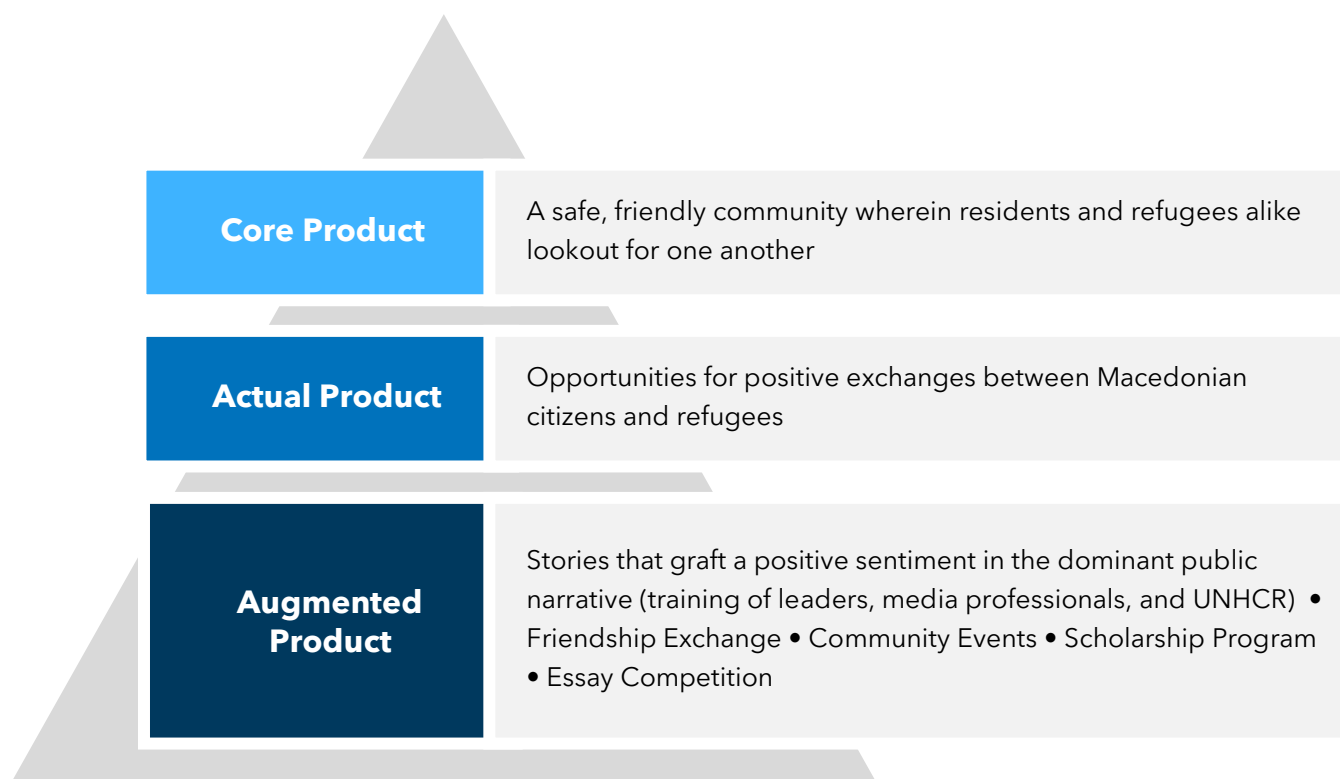 Core Product
A safe, friendly community wherein residents and refugees alike
lookout for one another
Actual Product
Opportunities for positive exchanges between Macedonian
citizens and refugees
Augmented
Product
Stories that graft a positive sentiment in the dominant public
narrative (training of leaders, media professionals, and UNHCR) •
Friendship Exchange • Community Events • Scholarship Program
• Essay Competition